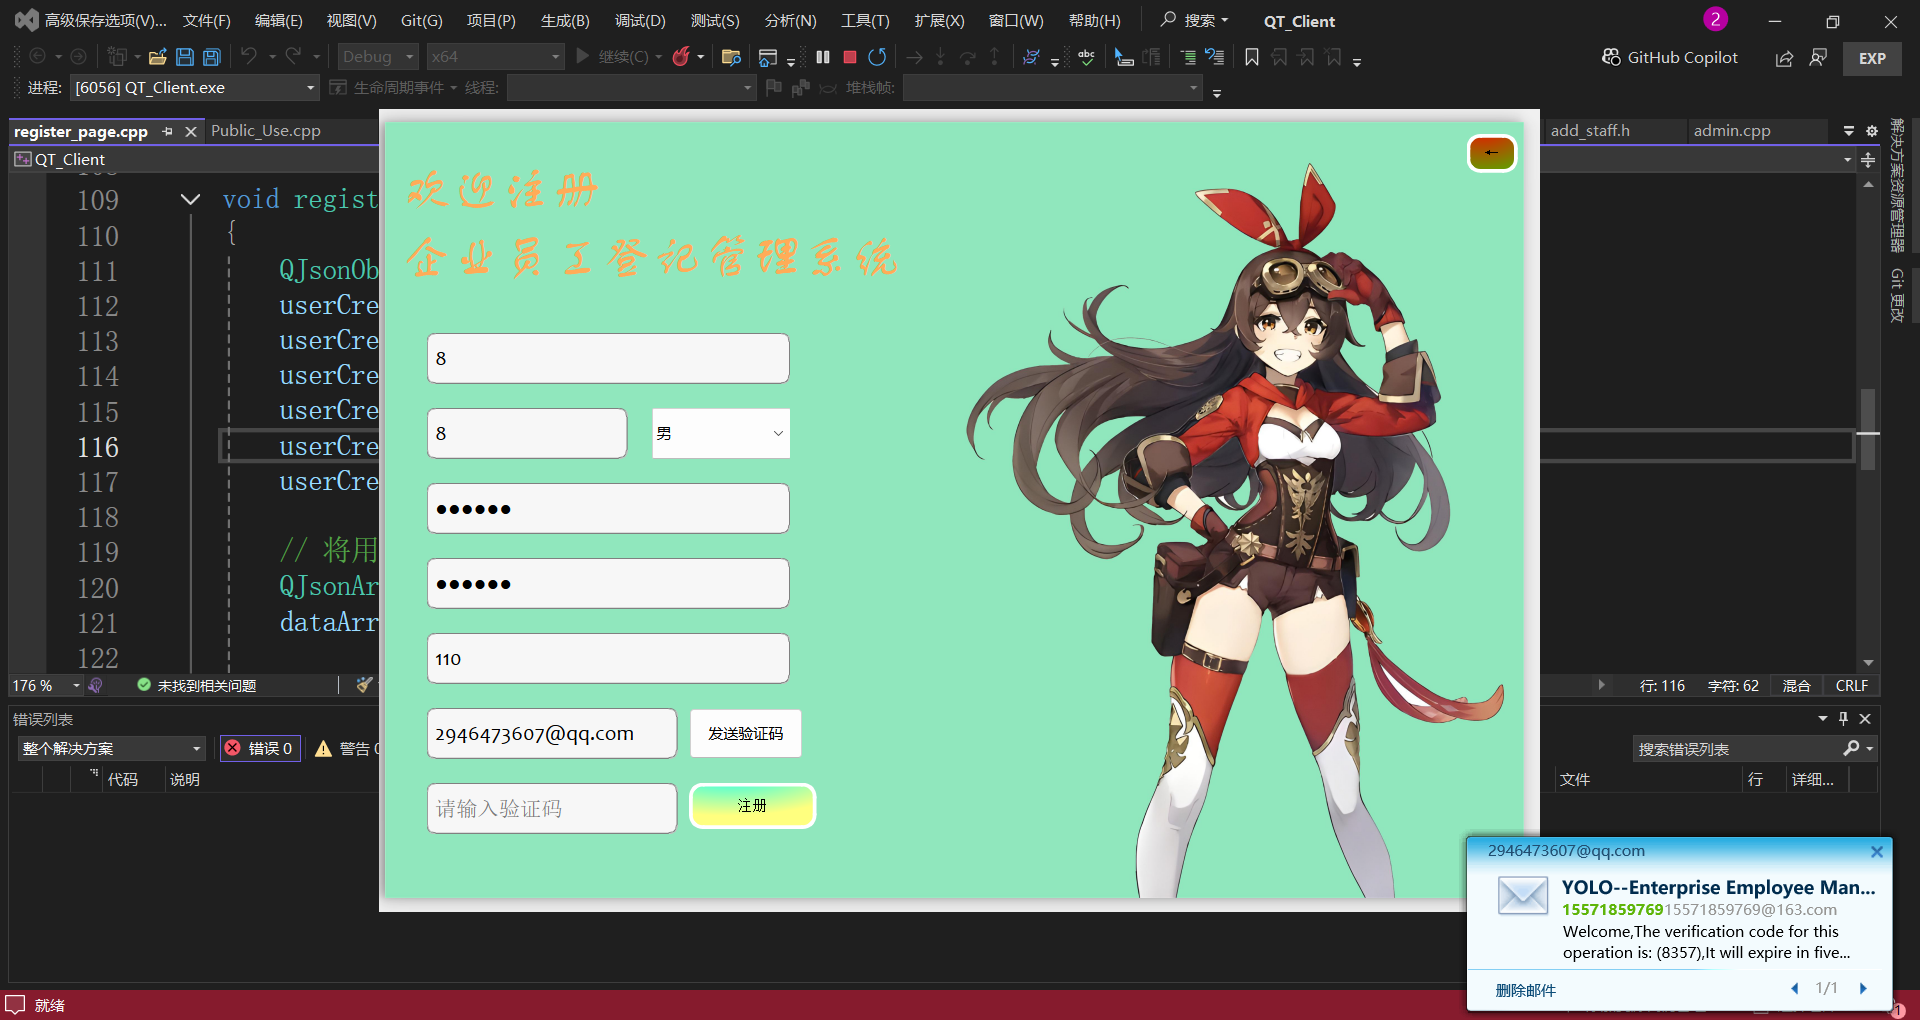 高级保存选项(V)... 文件(F) 编辑(E) 视图(V) Git(G) 项目(P) 生成(B) 调试(D) 测试(S) 分析(N) 工具(T) 扩展(X) 窗口(W) 帮助(H) 搜索 QT_Client 2
Debug x64 继续(C) GitHub Copilot EXP
进程: [6056] QT_Client.exe 生命周期事件 线程: 堆栈帧:
register_page.cpp Public_Use.cpp add_staff.h admin.cpp
QT_Client
109 void regist
110 {
111 QJsonOb
112 userCre
113 userCre
114 userCre
115 userCre
116 userCre
117 userCre
118
119 // 将用
120 QJsonAr
121 dataArr
122
解决方案资源管理器
Git 更改
←
欢迎注册
企业员工登记管理系统
8
8 男
●●●●●●
●●●●●●
110
2946473607@qq.com 发送验证码
请输入验证码 注册
176 % 未找到相关问题 行: 116 字符: 62 混合 CRLF
错误列表
整个解决方案 错误 0 警告 0 搜索错误列表
代码 说明 文件 行 详细...
2946473607@qq.com
YOLO--Enterprise Employee Man...
1557185976915571859769@163.com
Welcome,The verification code for this
operation is: (8357),It will expire in five...
删除邮件 1/1
就绪 1